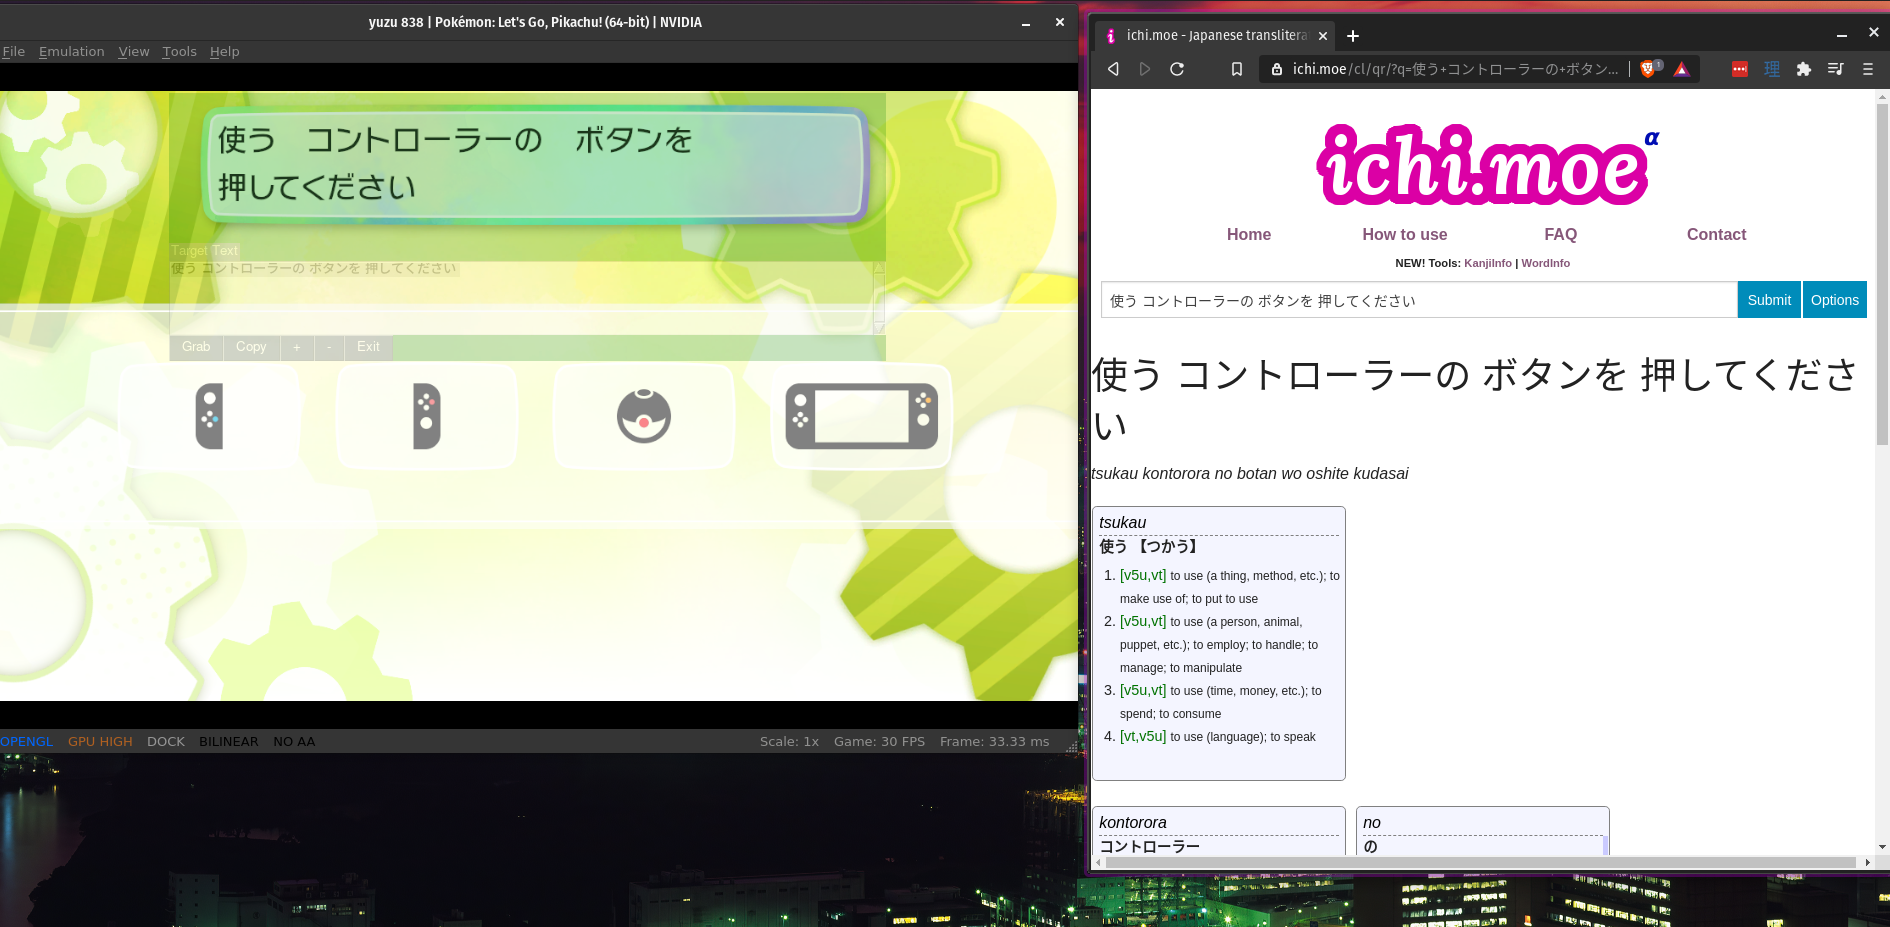 yuzu 838 | Pokémon: Let's Go, Pikachu! (64-bit) | NVIDIA
File Emulation View Tools Help
使う コントローラーの ボタンを
押してください
Target Text
使う コントローラーの ボタンを 押してください
Grab Copy + - Exit
OPENGL GPU HIGH DOCK BILINEAR NO AA Scale: 1x Game: 30 FPS Frame: 33.33 ms
ichi.moe - Japanese translitera
ichi.moe/cl/qr/?q=使う+コントローラーの+ボタン... 1 理
ichi.moe α
Home How to use FAQ Contact
NEW! Tools: KanjiInfo | WordInfo
使う コントローラーの ボタンを 押してください Submit Options
使う コントローラーの ボタンを 押してくださ
い
tsukau kontorora no botan wo oshite kudasai
tsukau
使う 【つかう】
1. [v5u,vt] to use (a thing, method, etc.); to
make use of; to put to use
2. [v5u,vt] to use (a person, animal,
puppet, etc.); to employ; to handle; to
manage; to manipulate
3. [v5u,vt] to use (time, money, etc.); to
spend; to consume
4. [vt,v5u] to use (language); to speak
kontorora
コントローラー
no
の